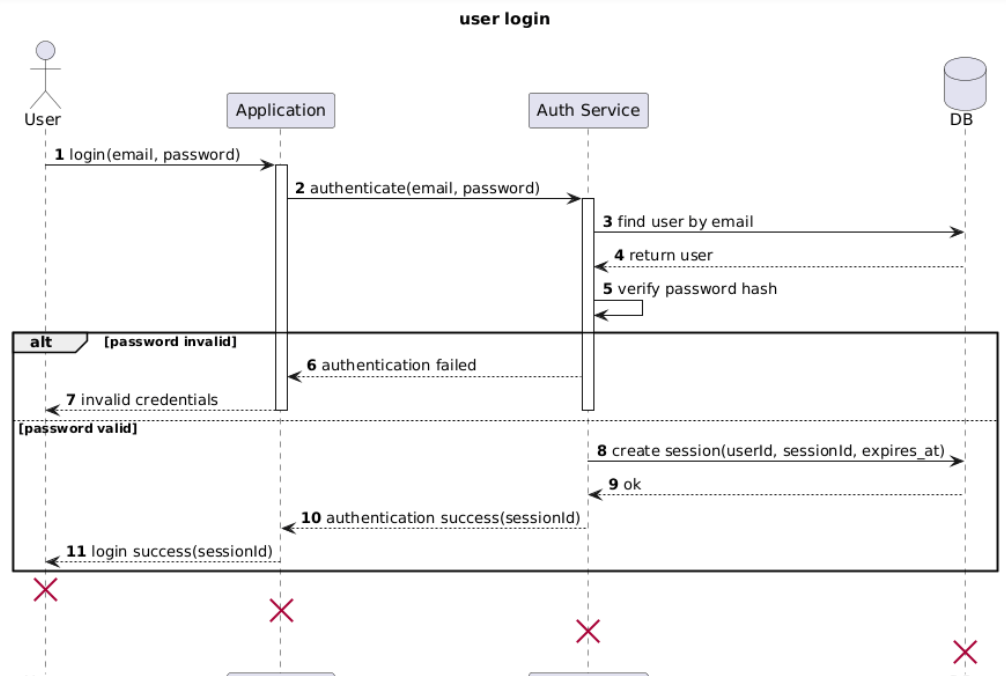 user login
User
Application
Auth Service
DB
1 login(email, password)
2 authenticate(email, password)
3 find user by email
4 return user
5 verify password hash
alt [password invalid]
6 authentication failed
7 invalid credentials
[password valid]
8 create session(userId, sessionId, expires_at)
9 ok
10 authentication success(sessionId)
11 login success(sessionId)